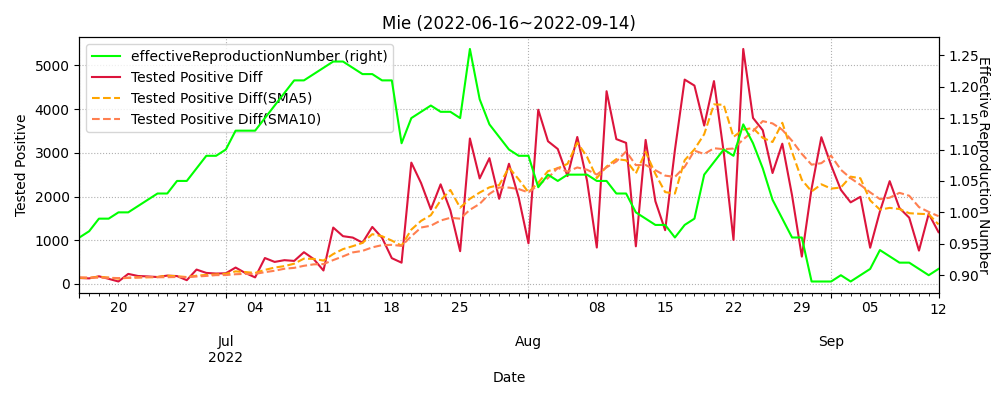 Mie (2022-06-16~2022-09-14)
effectiveReproductionNumber (right)
Tested Positive Diff
Tested Positive Diff(SMA5)
Tested Positive Diff(SMA10)
Tested Positive
5000
4000
3000
2000
1000
0
Effective Reproduction Number
1.25
1.20
1.15
1.10
1.05
1.00
0.95
0.90
20 27 04 11 18 25 08 15 22 29 05 12
Jul Aug Sep
2022
Date